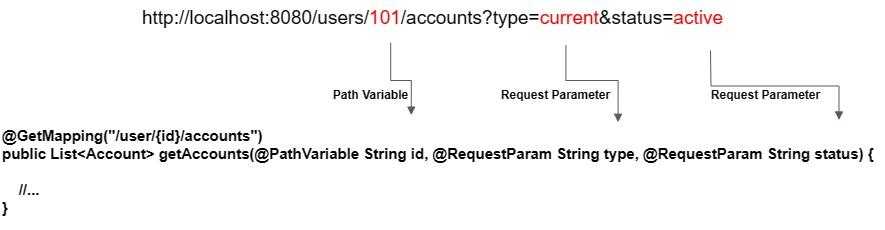 http://localhost:8080/users/101/accounts?type=current&status=active
Path Variable
Request Parameter
Request Parameter
@GetMapping("/user/{id}/accounts")
public List<Account> getAccounts(@PathVariable String id, @RequestParam String type, @RequestParam String status) {
//...
}